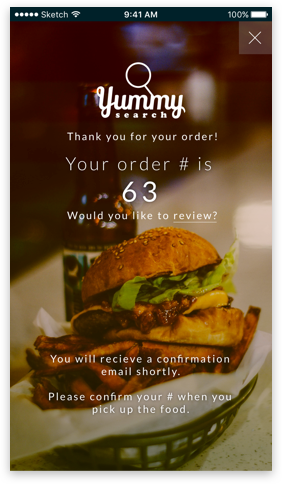 Sketch 9:41 AM 100%
Yummy
search
Thank you for your order!
Your order # is
63
Would you like to review?
You will recieve a confirmation
email shortly.
Please confirm your # when you
pick up the food.